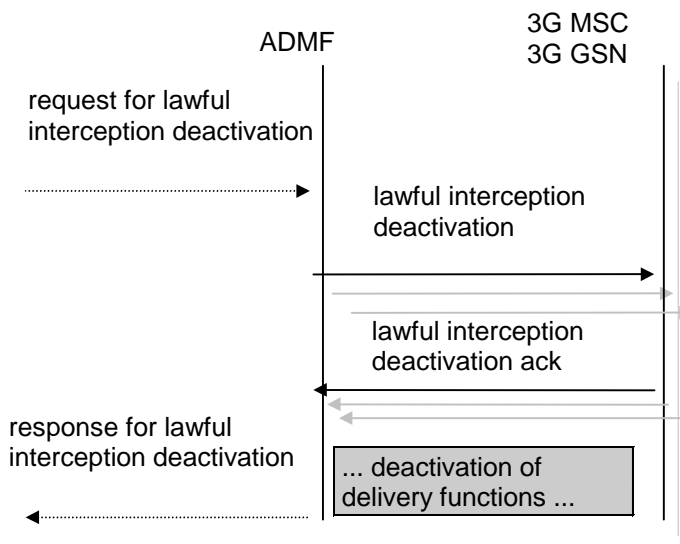 3G MSC
ADMF
3G GSN
request for lawful
interception deactivation
lawful interception
deactivation
lawful interception
deactivation ack
response for lawful
interception deactivation
... deactivation of
delivery functions ...